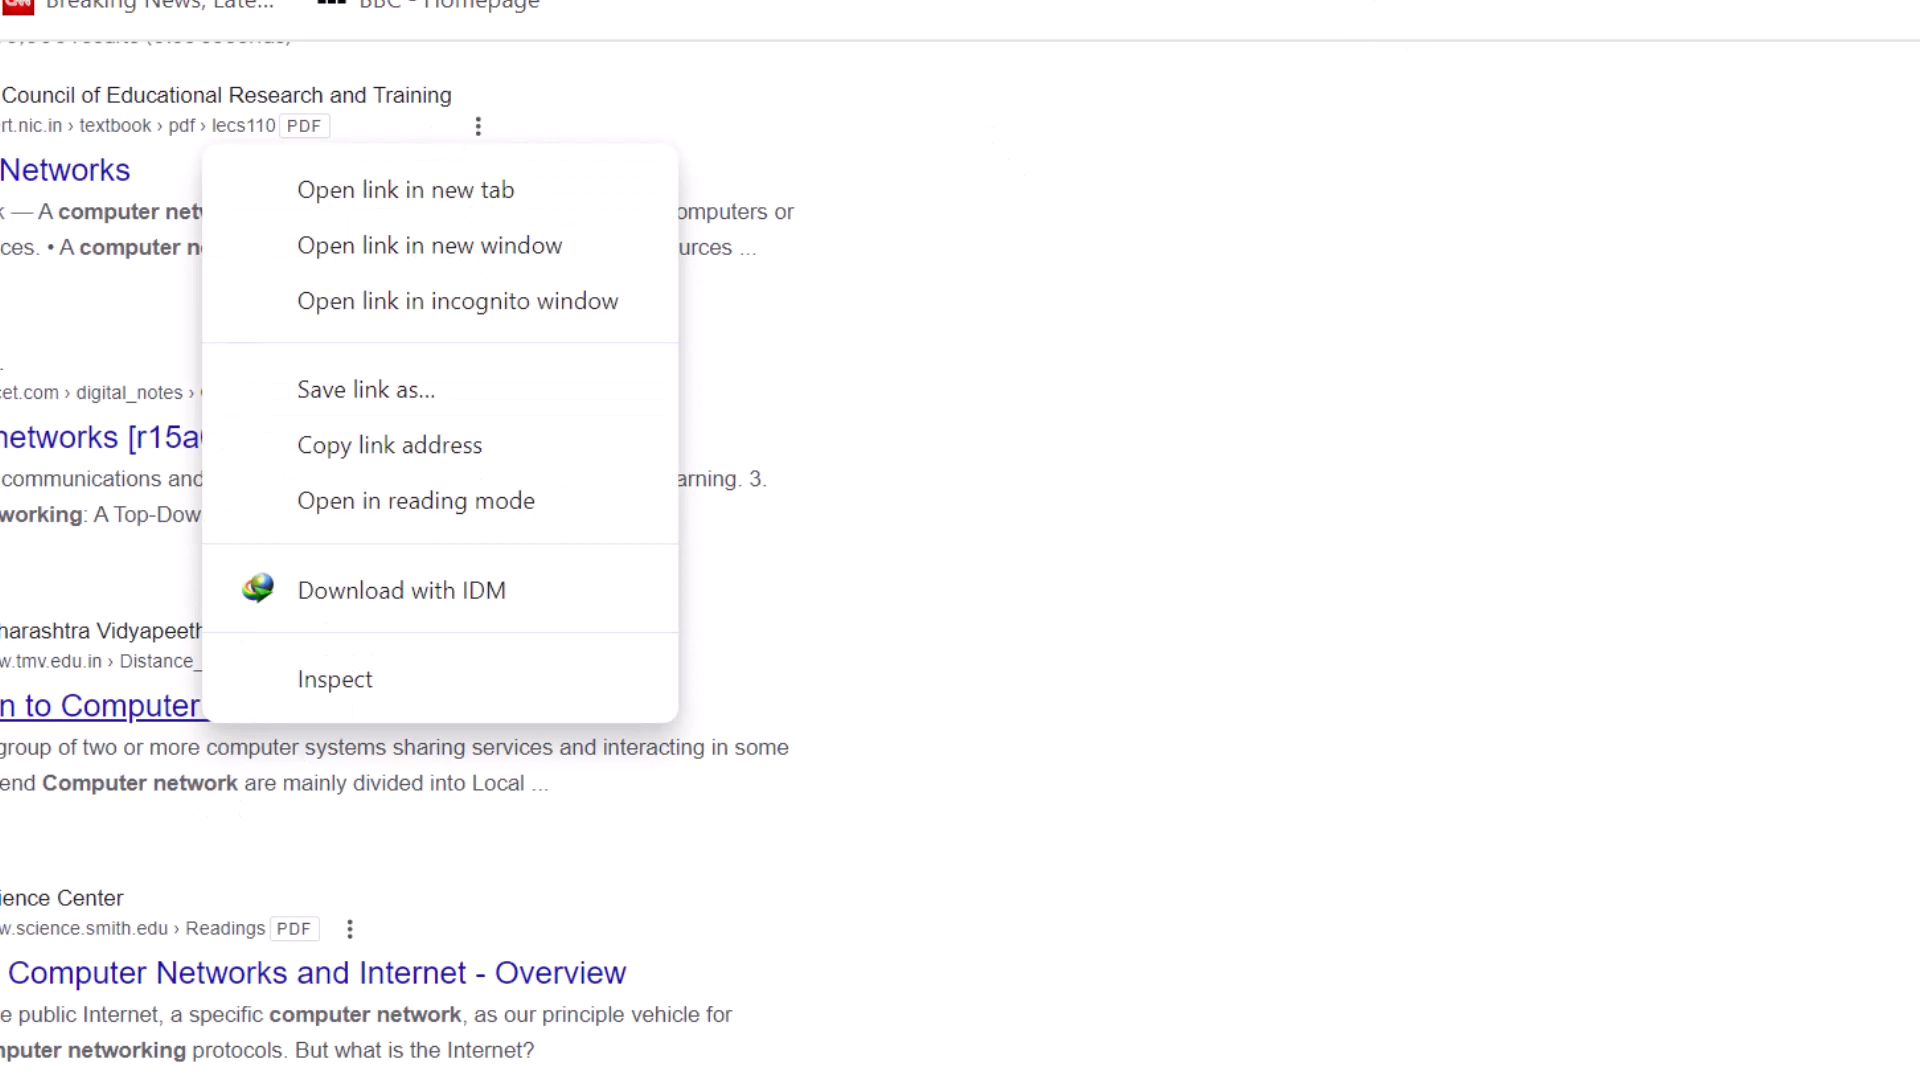 CNN Breaking News, Late... BBC - Homepage
results
Council of Educational Research and Training
rt.nic.in › textbook › pdf › lecs110 PDF
Networks
— A computer net
omputers or
ces. • A computer n
urces ...
et.com › digital_notes ›
networks [r15a
communications and
arning. 3.
working: A Top-Dow
harashtra Vidyapeeth
w.tmv.edu.in › Distance_
n to Computer
group of two or more computer systems sharing services and interacting in some
end Computer network are mainly divided into Local ...
ience Center
w.science.smith.edu › Readings PDF
Computer Networks and Internet - Overview
e public Internet, a specific computer network, as our principle vehicle for
mputer networking protocols. But what is the Internet?
Open link in new tab
Open link in new window
Open link in incognito window
Save link as...
Copy link address
Open in reading mode
Download with IDM
Inspect